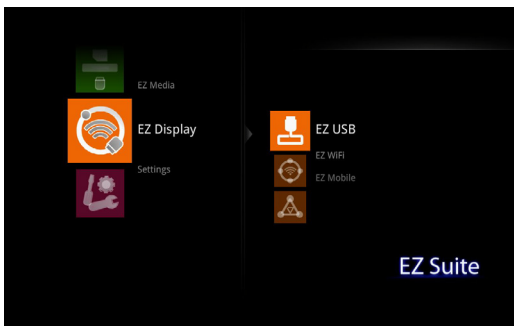 EZ Media
EZ Display
Settings
EZ USB
EZ WiFi
EZ Mobile
EZ Suite